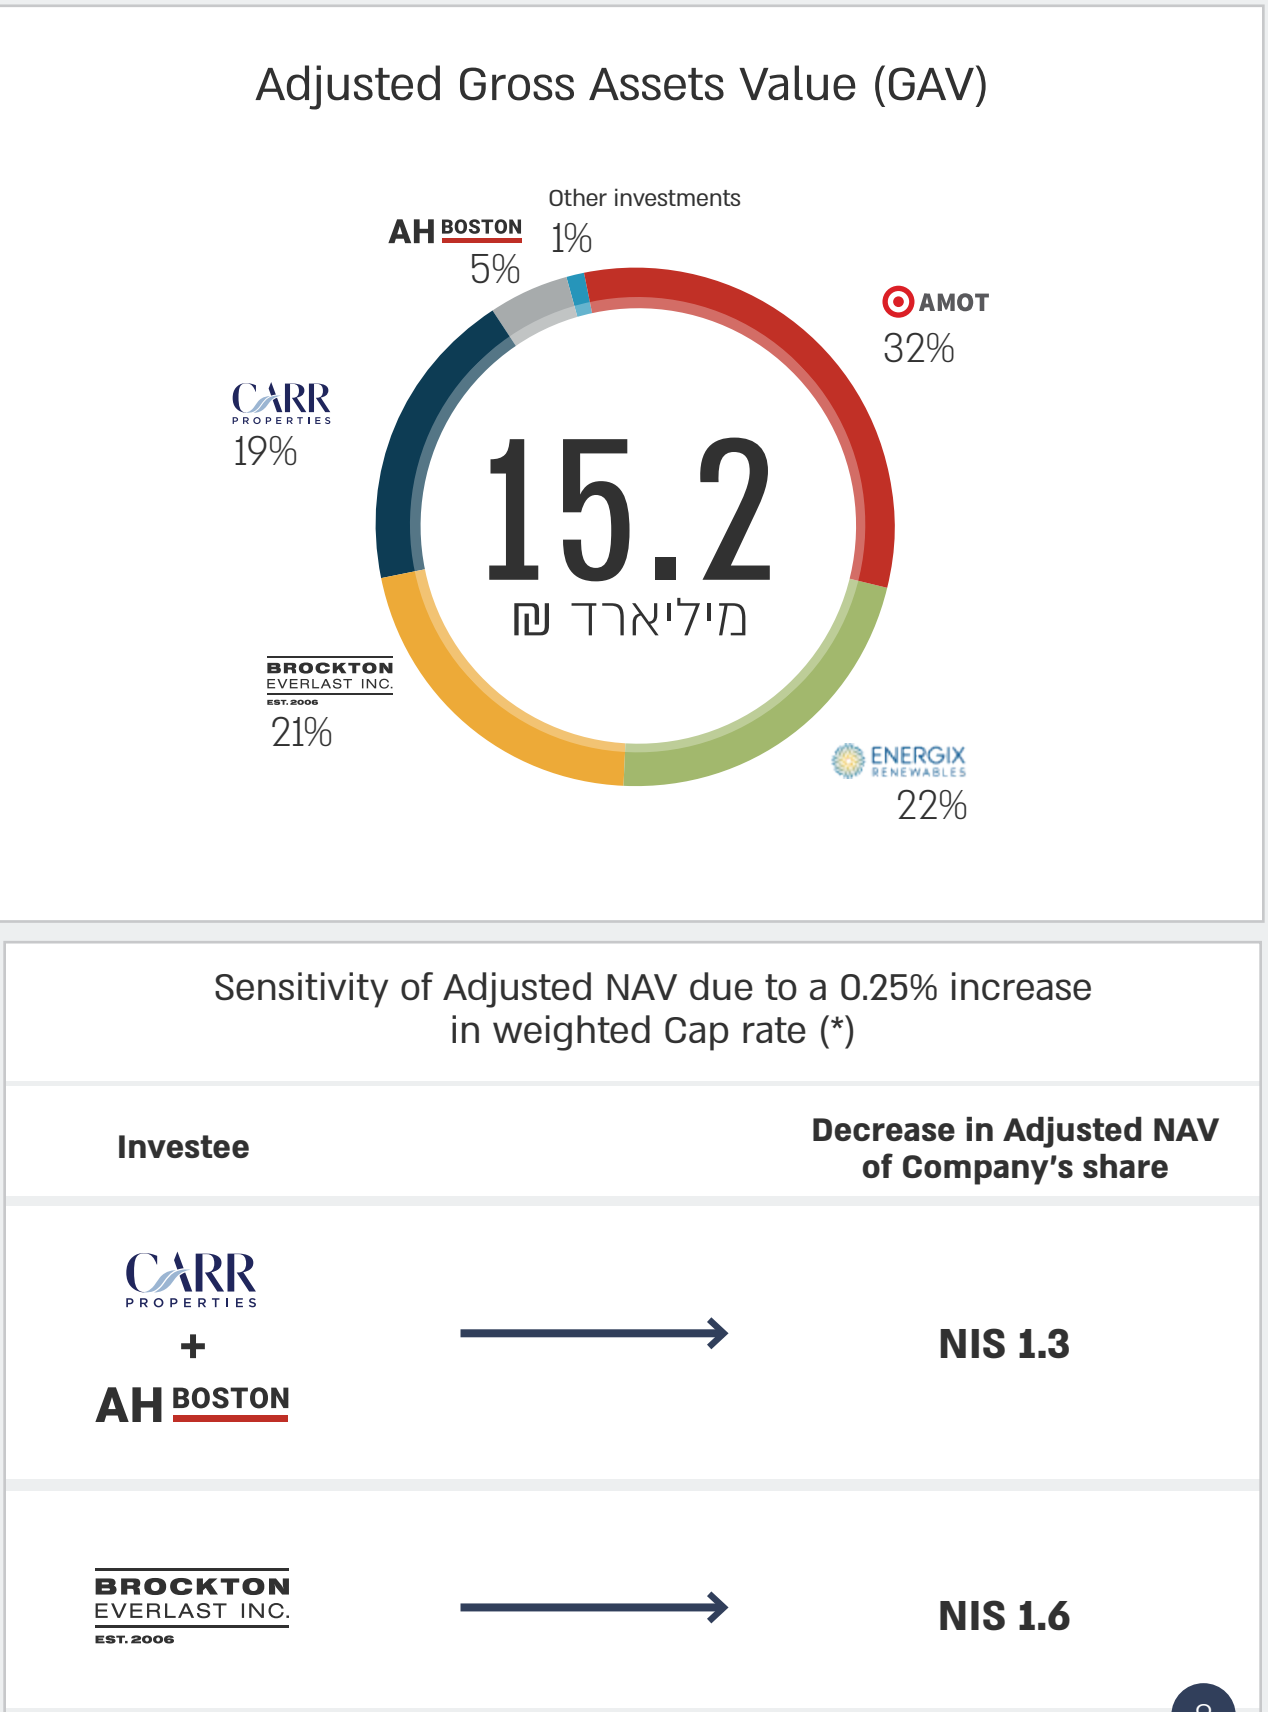 Adjusted Gross Assets Value (GAV)
Other investments
1%
AH BOSTON
5%
AMOT
32%
CARR
PROPERTIES
19%
15.2
מיליארד ₪
BROCKTON
EVERLAST INC.
EST. 2006
21%
ENERGIX
RENEWABLES
22%
Sensitivity of Adjusted NAV due to a 0.25% increase
in weighted Cap rate (*)
Investee
Decrease in Adjusted NAV
of Company's share
CARR
PROPERTIES
+
AH BOSTON
NIS 1.3
BROCKTON
EVERLAST INC.
EST. 2006
NIS 1.6